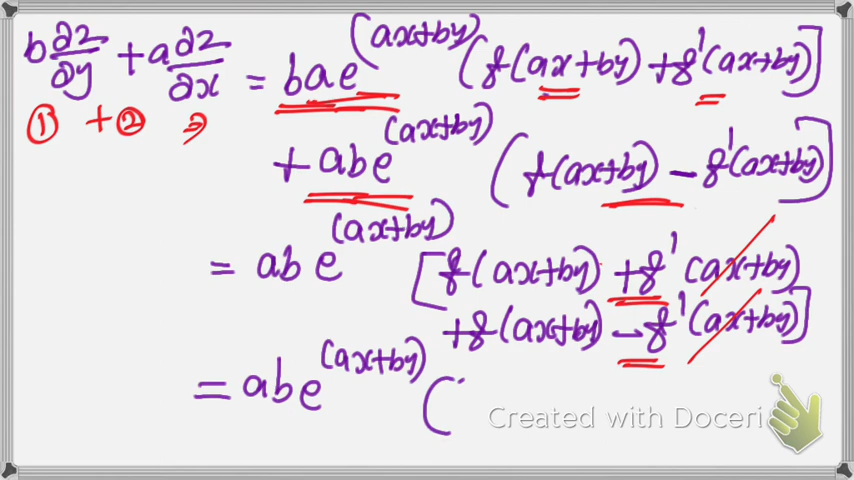 b ∂z/∂y + a ∂z/∂x = bae^(ax+by) (f(ax+by) + f'(ax+by)]
① + ② ⇒
+ abe^(ax+by) (f(ax+by) - f'(ax+by)]
= abe^(ax+by) [f(ax+by) + f'(ax+by)
+ f(ax+by) - f'(ax+by)]
= abe^(ax+by) (
Created with Doceri